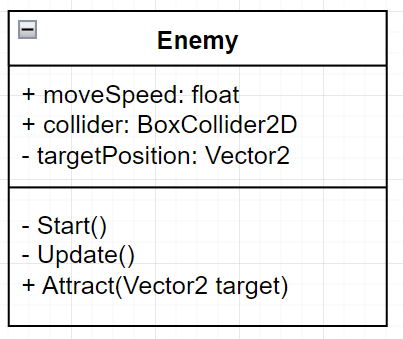 Enemy
+ moveSpeed: float
+ collider: BoxCollider2D
- targetPosition: Vector2
- Start()
- Update()
+ Attract(Vector2 target)